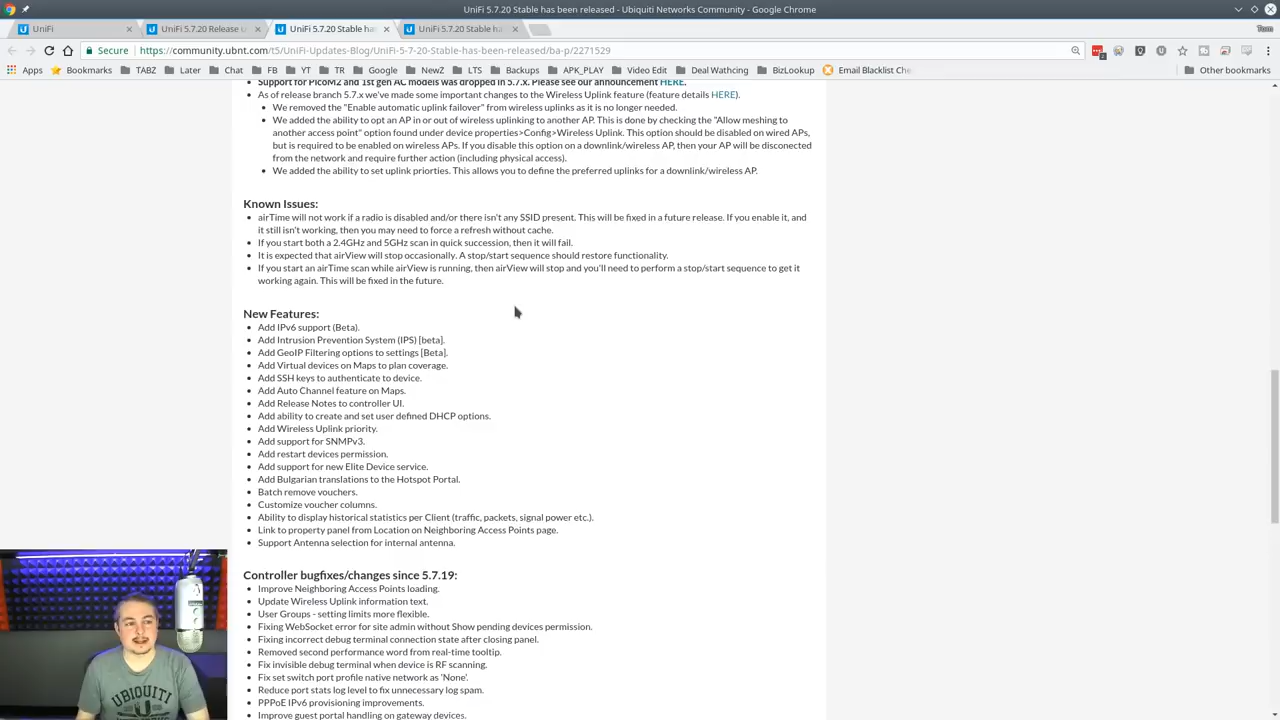 UniFi 5.7.20 Stable has been released - Ubiquiti Networks Community - Google Chrome
UniFi
UniFi 5.7.20 Release u
UniFi 5.7.20 Stable ha
UniFi 5.7.20 Stable ha
Tom
Secure
https://community.ubnt.com/t5/UniFi-Updates-Blog/UniFi-5-7-20-Stable-has-been-released/ba-p/2271529
Apps
Bookmarks
TABZ
Later
Chat
FB
YT
TR
Google
NewZ
LTS
Backups
APK_PLAY
Video Edit
Deal Wathcing
BizLookup
Email Blacklist Che
Other bookmarks
Support for PicoM2 and 1st gen AC models was dropped in 5.7.x. Please see our announcement HERE.
As of release branch 5.7.x we've made some important changes to the Wireless Uplink feature (feature details HERE).
We removed the "Enable automatic uplink failover" from wireless uplinks as it is no longer needed.
We added the ability to opt an AP in or out of wireless uplinking to another AP. This is done by checking the "Allow meshing to
another access point" option found under device properties>Config>Wireless Uplink. This option should be disabled on wired APs,
but is required to be enabled on wireless APs. If you disable this option on a downlink/wireless AP, then your AP will be disconected
from the network and require further action (including physical access).
We added the ability to set uplink priorties. This allows you to define the preferred uplinks for a downlink/wireless AP.
Known Issues:
airTime will not work if a radio is disabled and/or there isn't any SSID present. This will be fixed in a future release. If you enable it, and
it still isn't working, then you may need to force a refresh without cache.
If you start both a 2.4GHz and 5GHz scan in quick succession, then it will fail.
It is expected that airView will stop occasionally. A stop/start sequence should restore functionality.
If you start an airTime scan while airView is running, then airView will stop and you'll need to perform a stop/start sequence to get it
working again. This will be fixed in the future.
New Features:
Add IPv6 support (Beta).
Add Intrusion Prevention System (IPS) [beta].
Add GeoIP Filtering options to settings [Beta].
Add Virtual devices on Maps to plan coverage.
Add SSH keys to authenticate to device.
Add Auto Channel feature on Maps.
Add Release Notes to controller UI.
Add ability to create and set user defined DHCP options.
Add Wireless Uplink priority.
Add support for SNMPv3.
Add restart devices permission.
Add support for new Elite Device service.
Add Bulgarian translations to the Hotspot Portal.
Batch remove vouchers.
Customize voucher columns.
Ability to display historical statistics per Client (traffic, packets, signal power etc.).
Link to property panel from Location on Neighboring Access Points page.
Support Antenna selection for internal antenna.
Controller bugfixes/changes since 5.7.19:
Improve Neighboring Access Points loading.
Update Wireless Uplink information text.
User Groups - setting limits more flexible.
Fixing WebSocket error for site admin without Show pending devices permission.
Fixing incorrect debug terminal connection state after closing panel.
Removed second performance word from real-time tooltip.
Fix invisible debug terminal when device is RF scanning.
Fix set switch port profile native network as 'None'.
Reduce port stats log level to fix unnecessary log spam.
PPPoE IPv6 provisioning improvements.
Improve guest portal handling on gateway devices.
UBIQUITI